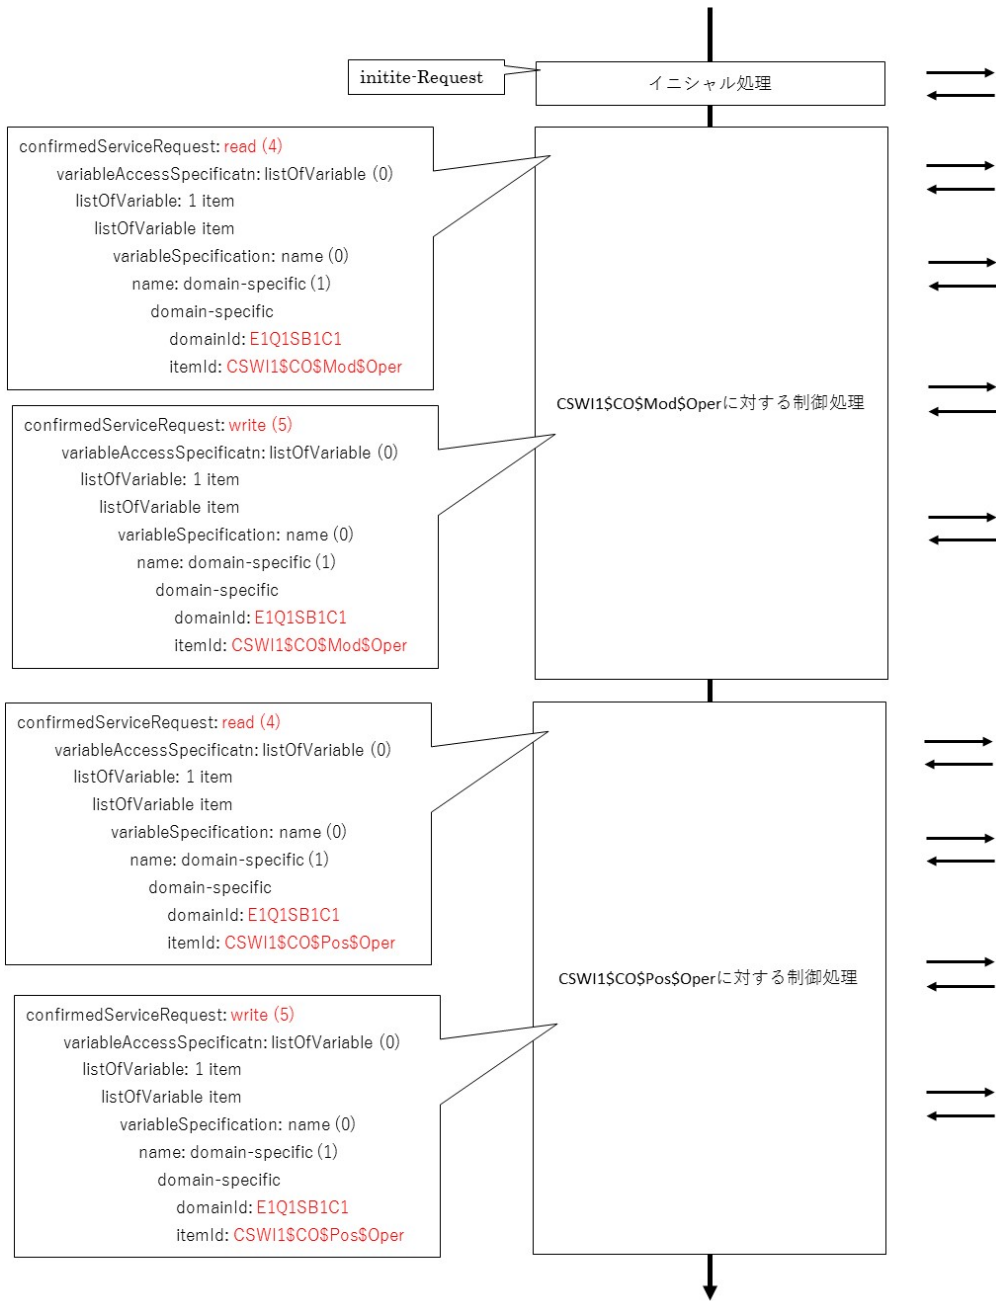 initite-Request
イニシャル処理
confirmedServiceRequest: read (4)
variableAccessSpecificatn: listOfVariable (0)
listOfVariable: 1 item
listOfVariable item
variableSpecification: name (0)
name: domain-specific (1)
domain-specific
domainId: E1Q1SB1C1
itemId: CSWI1$CO$Mod$Oper
CSWI1$CO$Mod$Operに対する制御処理
confirmedServiceRequest: write (5)
variableAccessSpecificatn: listOfVariable (0)
listOfVariable: 1 item
listOfVariable item
variableSpecification: name (0)
name: domain-specific (1)
domain-specific
domainId: E1Q1SB1C1
itemId: CSWI1$CO$Mod$Oper
confirmedServiceRequest: read (4)
variableAccessSpecificatn: listOfVariable (0)
listOfVariable: 1 item
listOfVariable item
variableSpecification: name (0)
name: domain-specific (1)
domain-specific
domainId: E1Q1SB1C1
itemId: CSWI1$CO$Pos$Oper
CSWI1$CO$Pos$Operに対する制御処理
confirmedServiceRequest: write (5)
variableAccessSpecificatn: listOfVariable (0)
listOfVariable: 1 item
listOfVariable item
variableSpecification: name (0)
name: domain-specific (1)
domain-specific
domainId: E1Q1SB1C1
itemId: CSWI1$CO$Pos$Oper